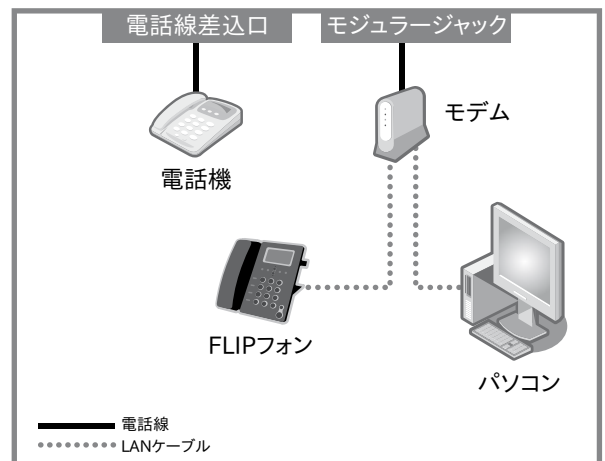 電話線差込口
モジュラージャック
モデム
電話機
FLIPフォン
パソコン
電話線
LANケーブル